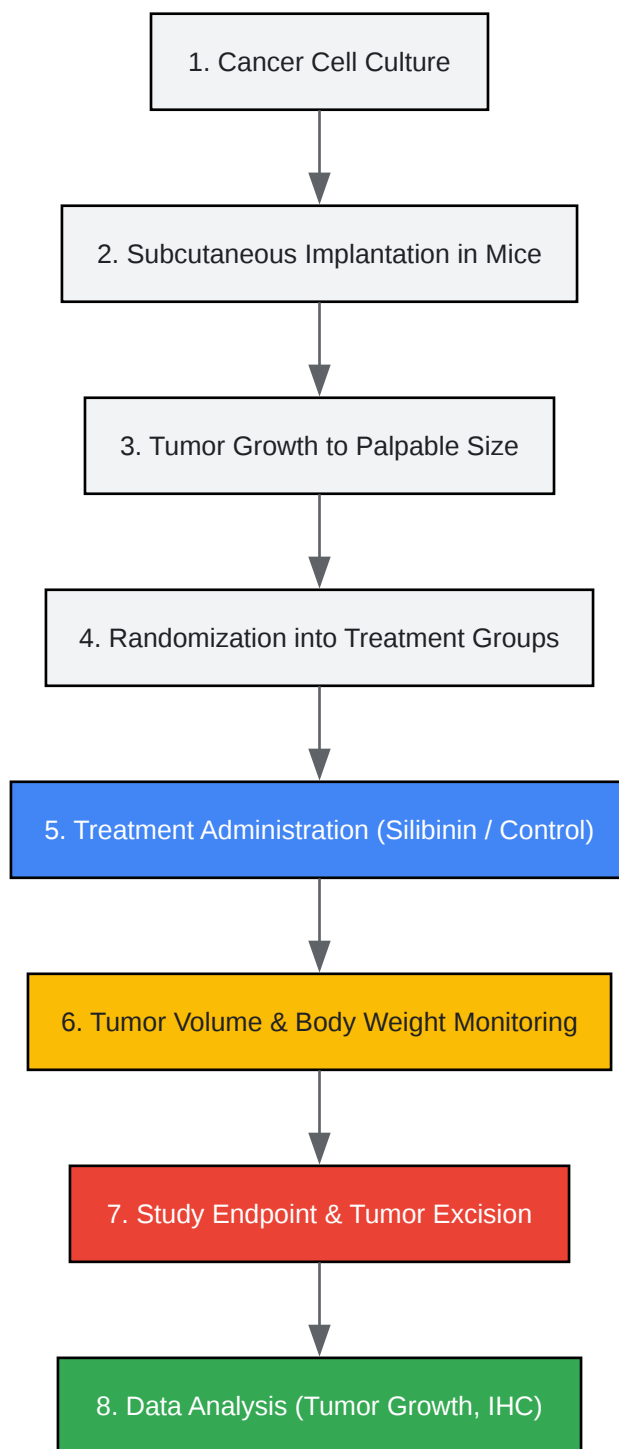 1. Cancer Cell Culture
2. Subcutaneous Implantation in Mice
3. Tumor Growth to Palpable Size
4. Randomization into Treatment Groups
5. Treatment Administration (Silibinin / Control)
6. Tumor Volume & Body Weight Monitoring
7. Study Endpoint & Tumor Excision
8. Data Analysis (Tumor Growth, IHC)